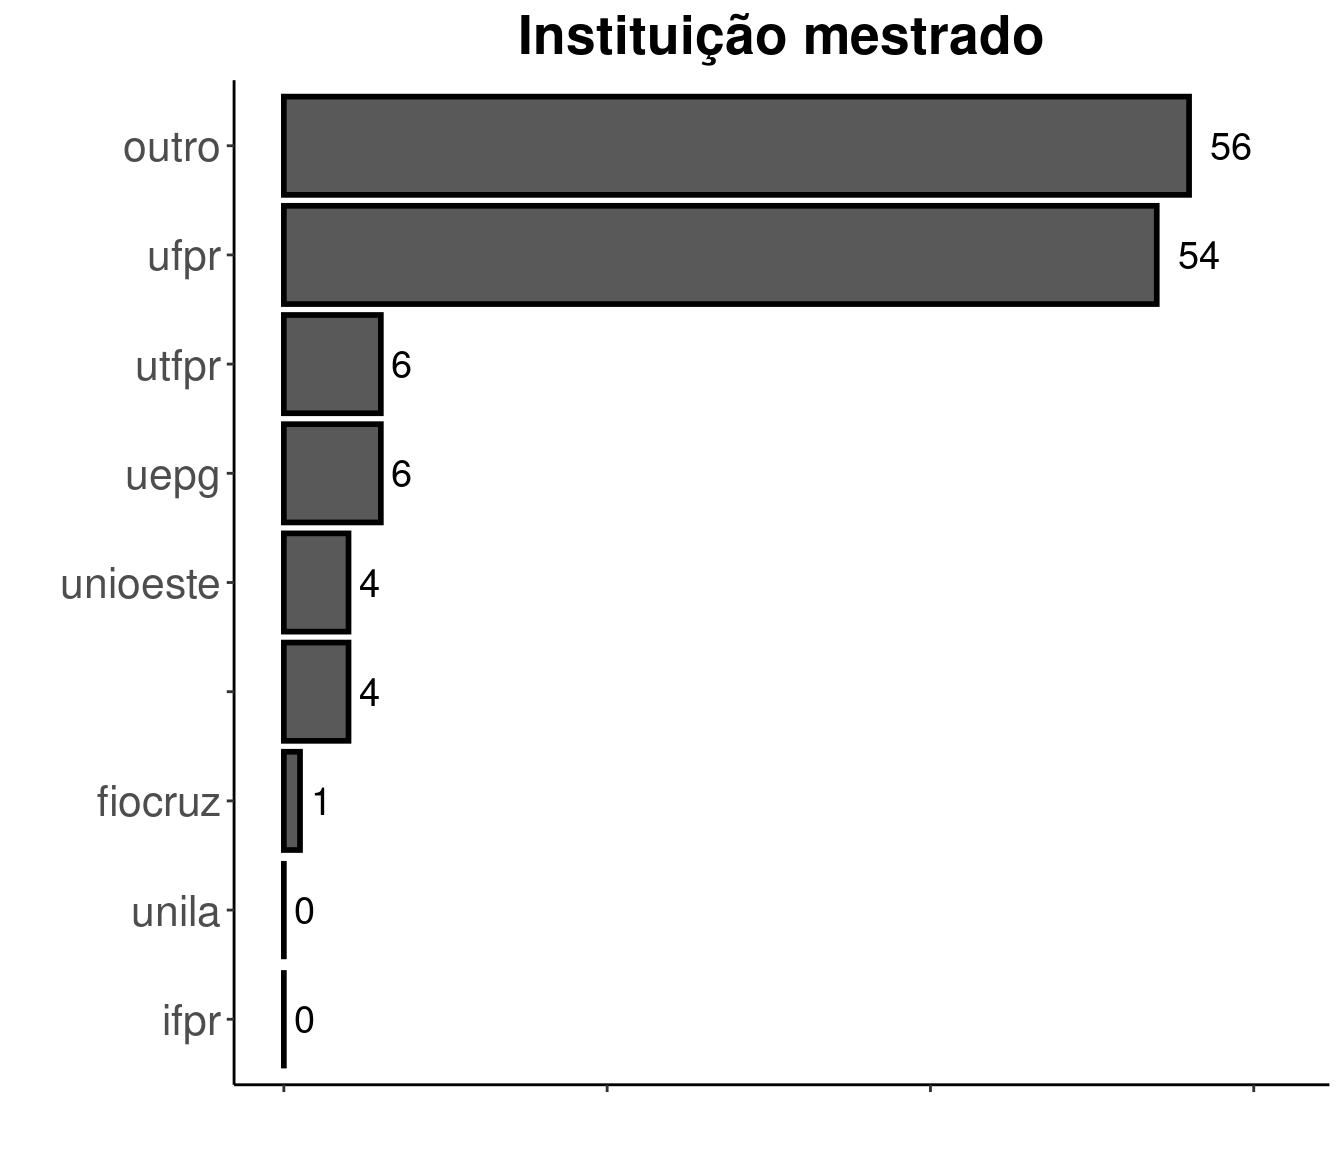 Instituição mestrado
outro 56
ufpr 54
utfpr 6
uepg 6
unioeste 4
4
fiocruz 1
unila 0
ifpr 0